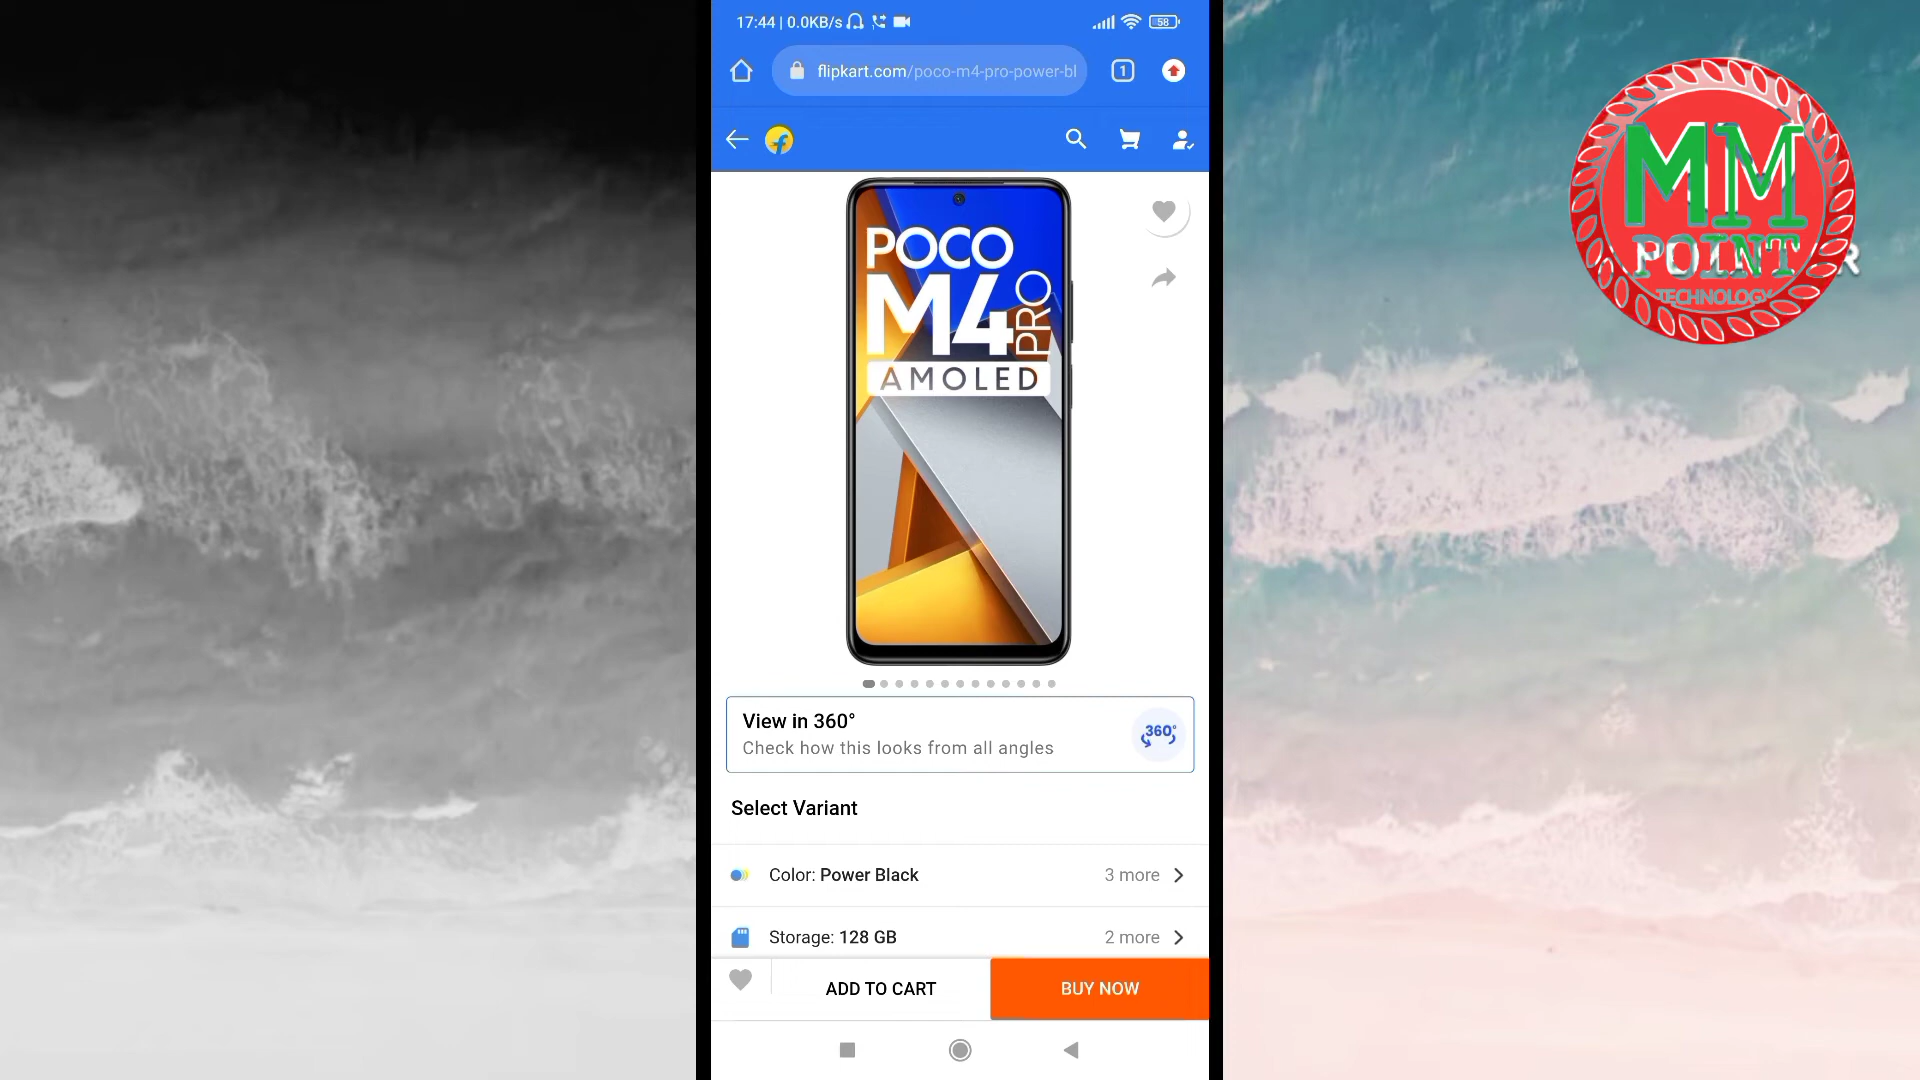 17:44 | 0.0KB/s
58
flipkart.com/poco-m4-pro-power-bl
1
POCO
M4
PRO
AMOLED
View in 360°
Check how this looks from all angles
360°
Select Variant
Color: Power Black
3 more
Storage: 128 GB
2 more
ADD TO CART
BUY NOW
MM
POINT
TECHNOLOGY